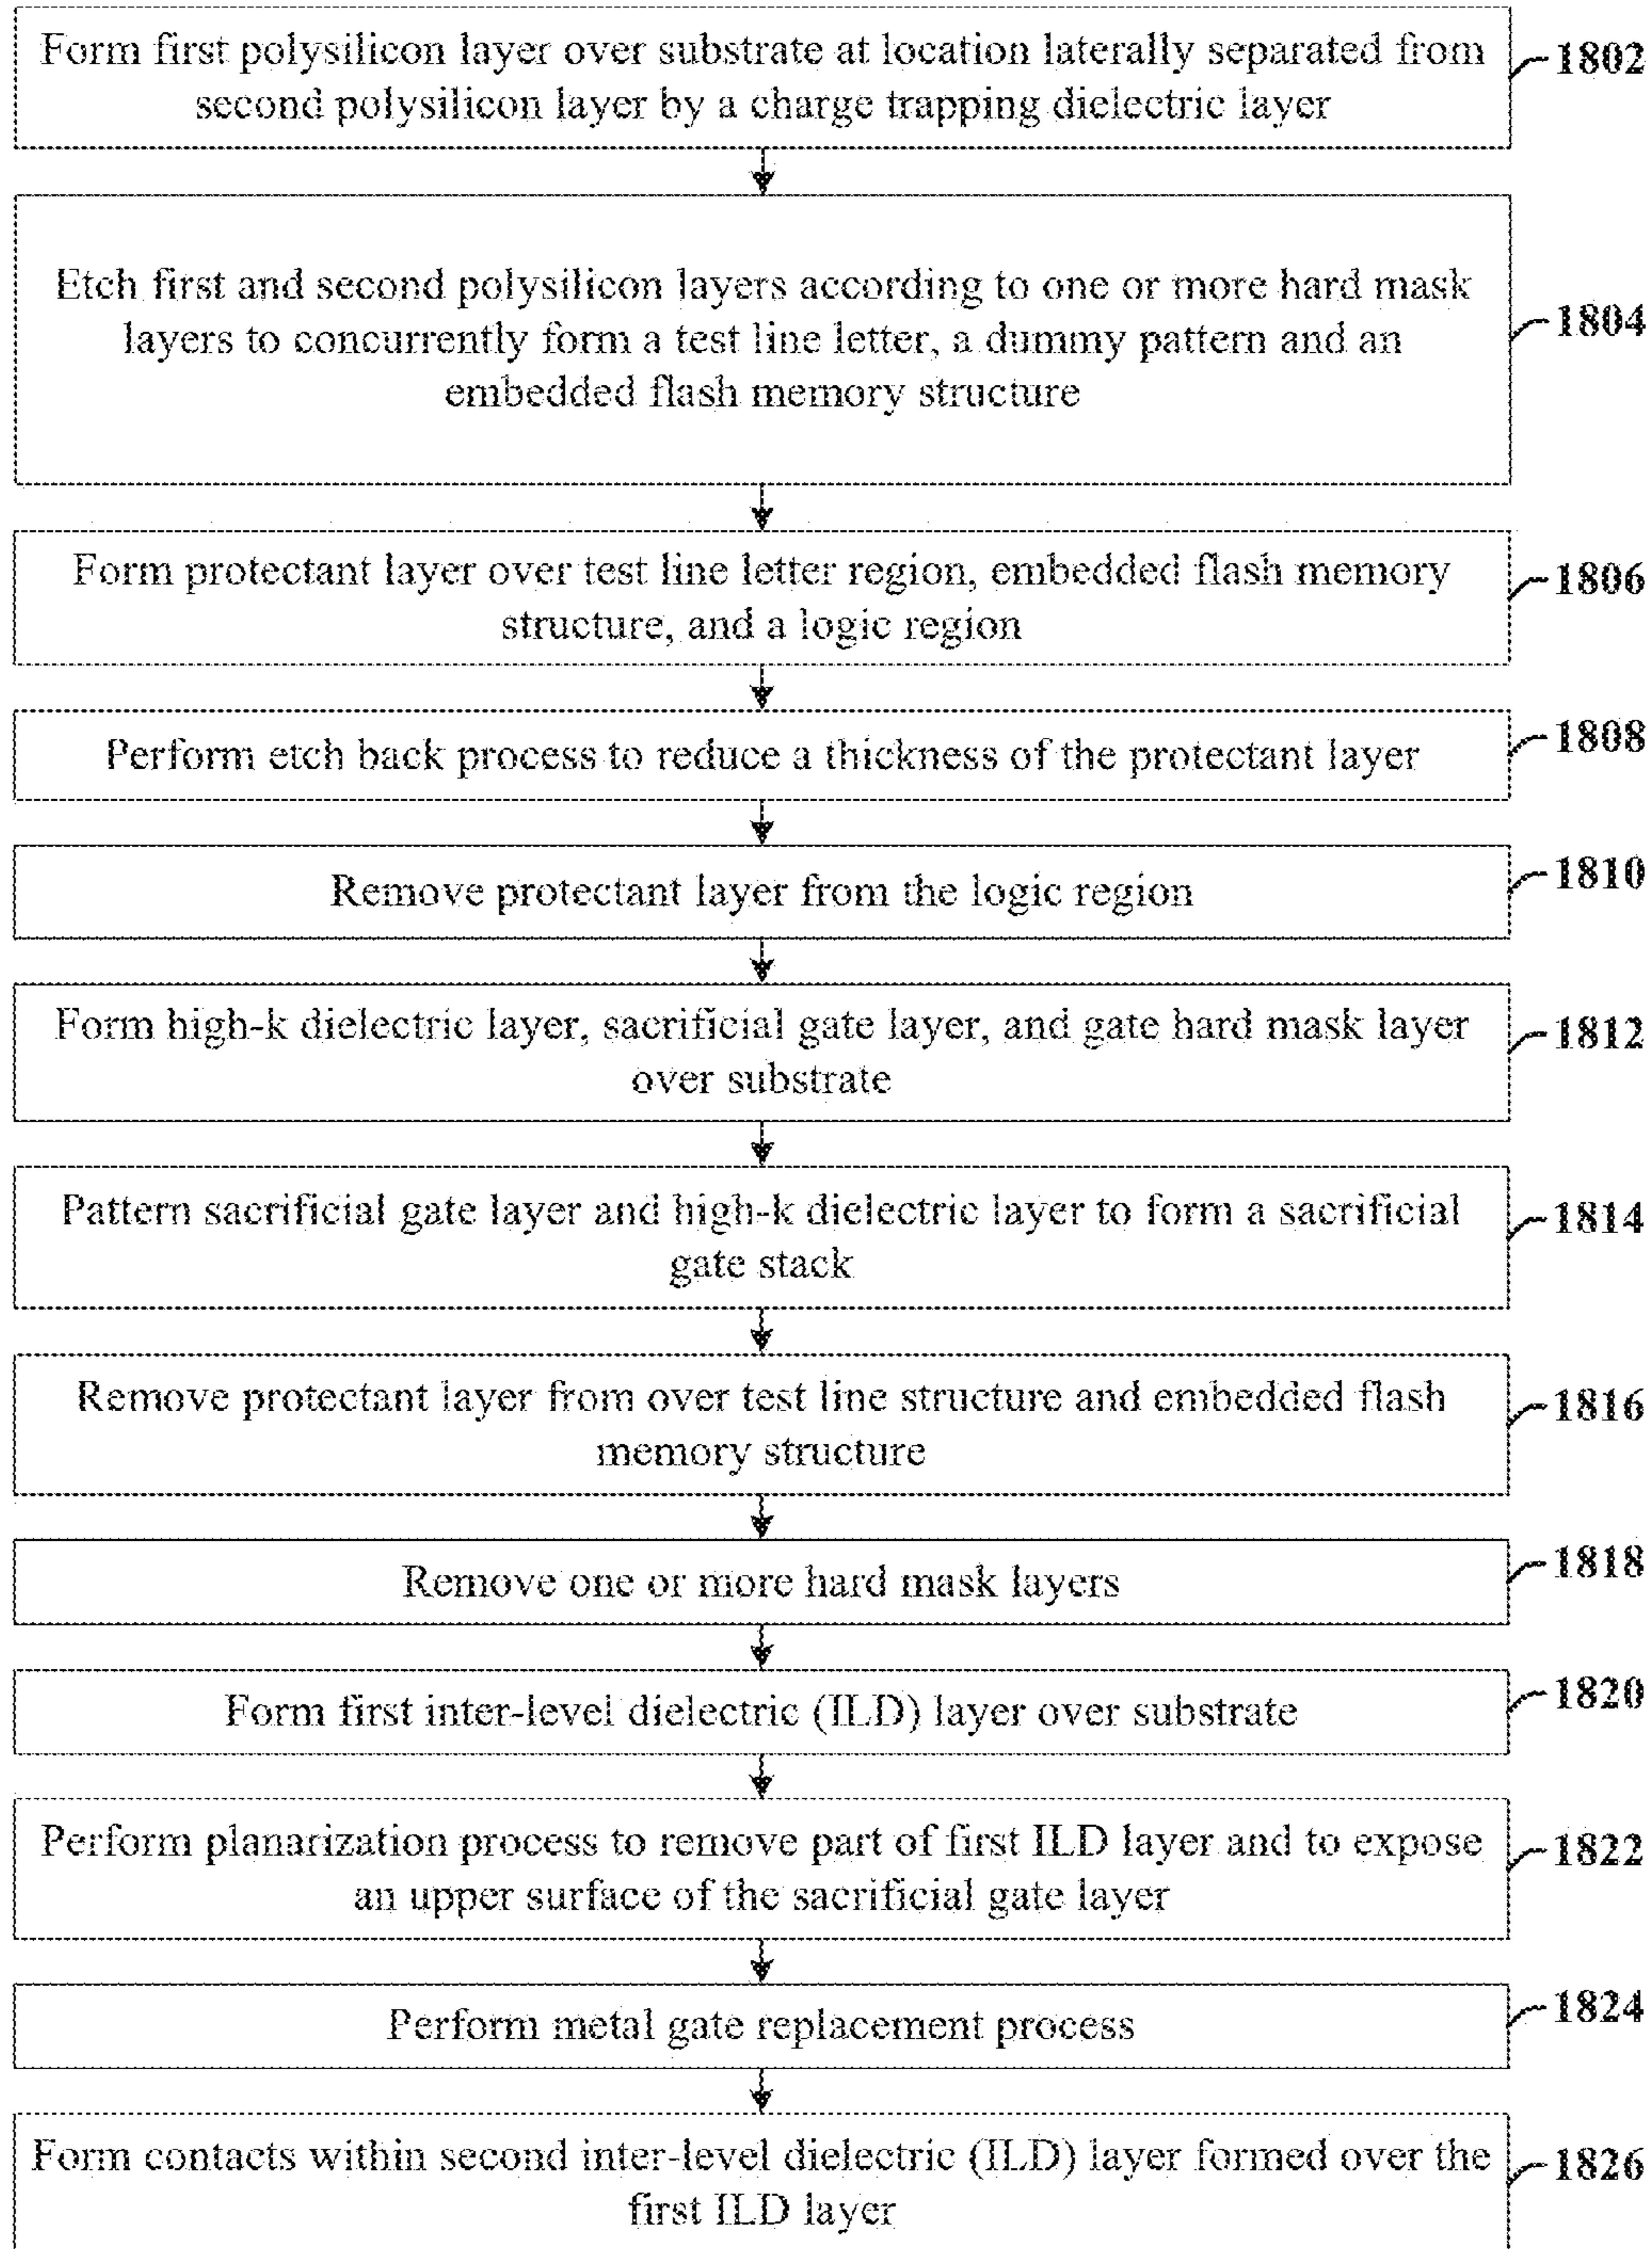 Form first polysilicon layer over substrate at location laterally separated from
second polysilicon layer by a charge trapping dielectric layer
1802
Etch first and second polysilicon layers according to one or more hard mask
layers to concurrently form a test line letter, a dummy pattern and an
embedded flash memory structure
1804
Form protectant layer over test line letter region, embedded flash memory
structure, and a logic region
1806
Perform etch back process to reduce a thickness of the protectant layer
1808
Remove protectant layer from the logic region
1810
Form high-k dielectric layer, sacrificial gate layer, and gate hard mask layer
over substrate
1812
Pattern sacrificial gate layer and high-k dielectric layer to form a sacrificial
gate stack
1814
Remove protectant layer from over test line structure and embedded flash
memory structure
1816
Remove one or more hard mask layers
1818
Form first inter-level dielectric (ILD) layer over substrate
1820
Perform planarization process to remove part of first ILD layer and to expose
an upper surface of the sacrificial gate layer
1822
Perform metal gate replacement process
1824
Form contacts within second inter-level dielectric (ILD) layer formed over the
first ILD layer
1826